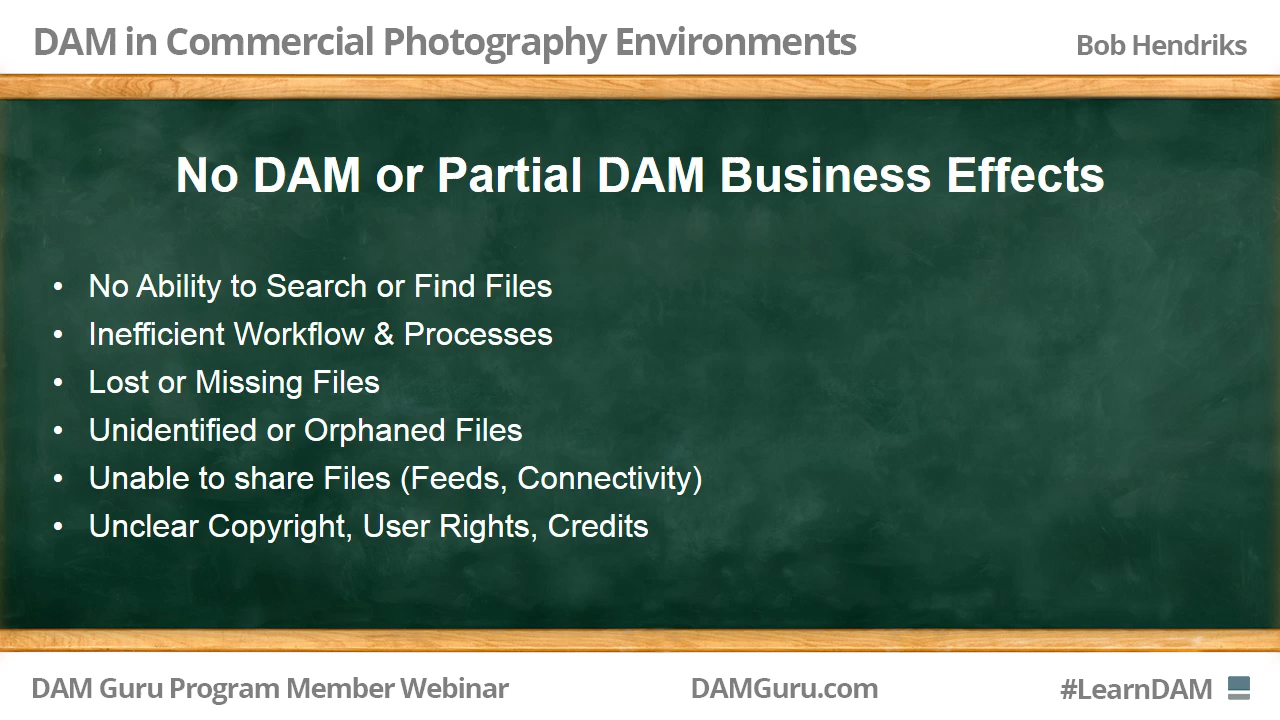 DAM in Commercial Photography Environments
Bob Hendriks
No DAM or Partial DAM Business Effects
• No Ability to Search or Find Files
• Inefficient Workflow & Processes
• Lost or Missing Files
• Unidentified or Orphaned Files
• Unable to share Files (Feeds, Connectivity)
• Unclear Copyright, User Rights, Credits
DAM Guru Program Member Webinar
DAMGuru.com
#LearnDAM